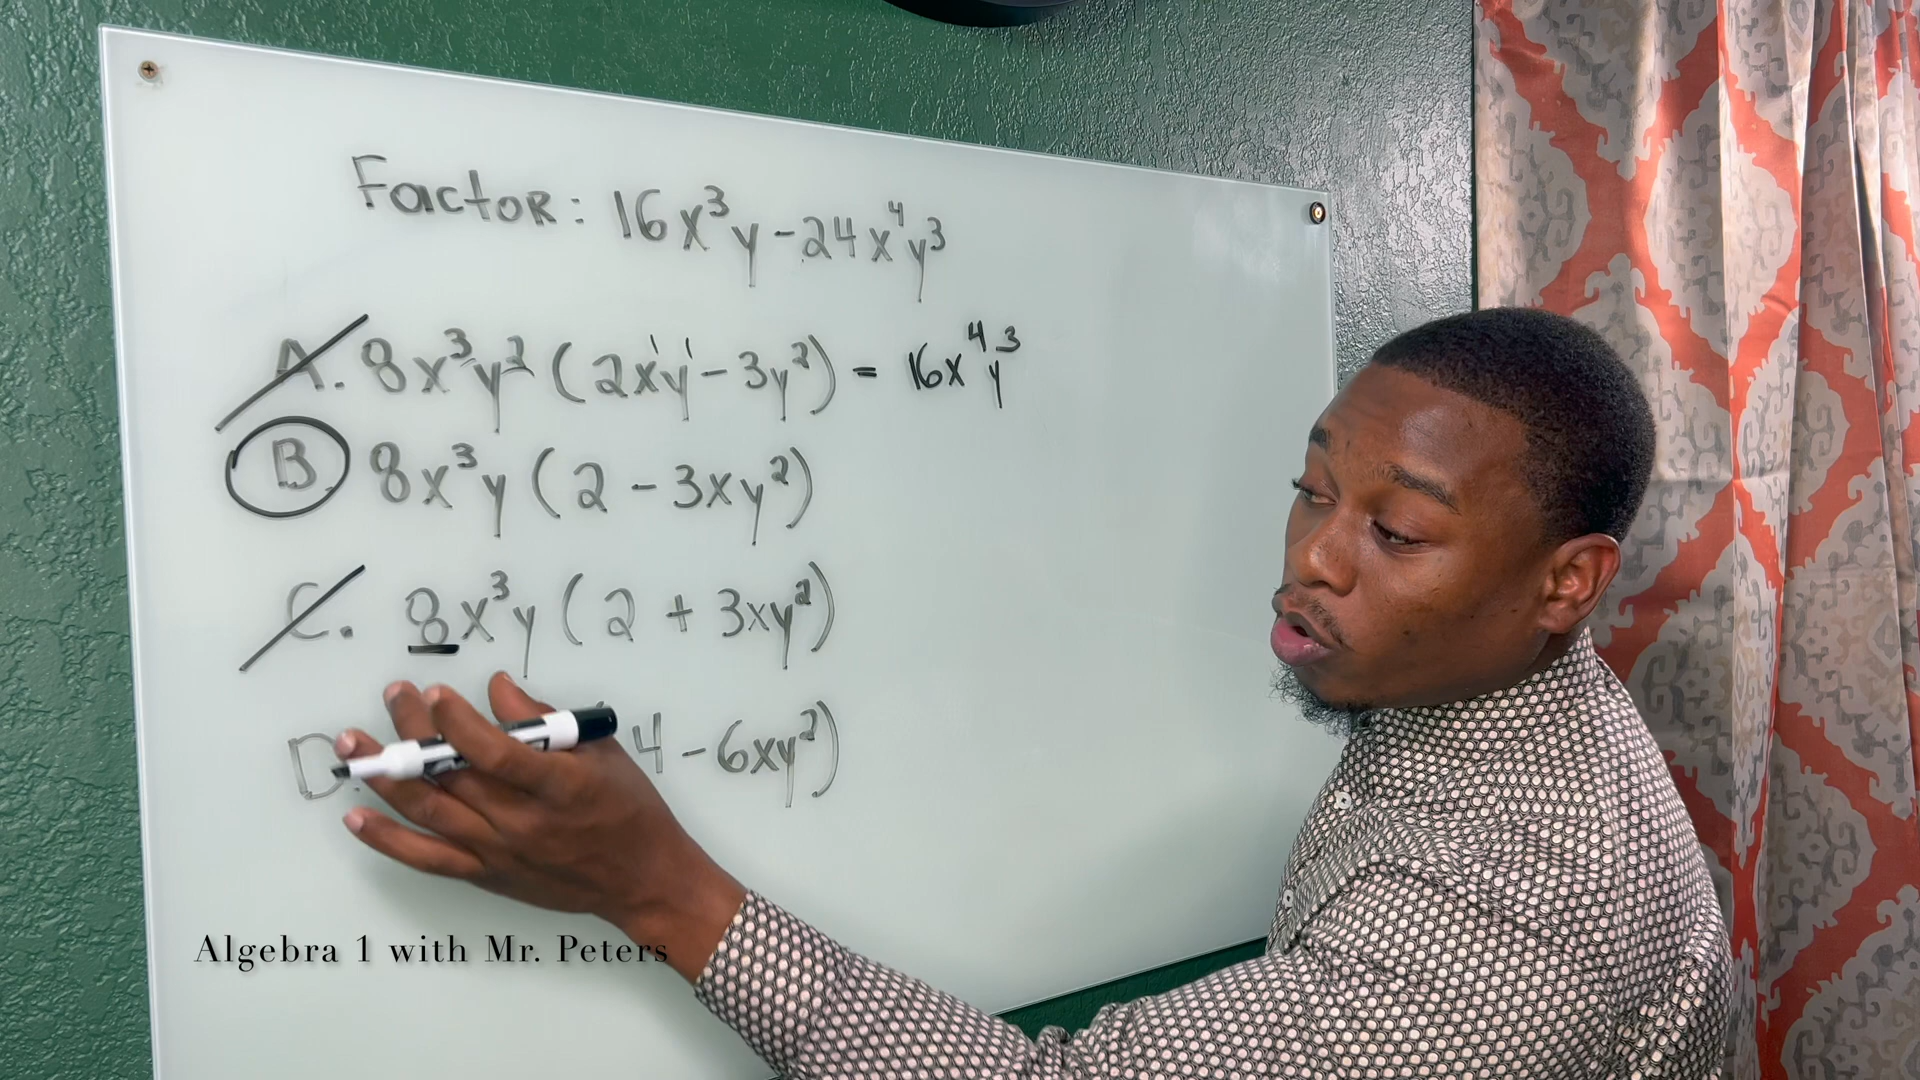 Factor: 16x³y - 24x⁴y³
A. 8x³y² (2x¹y¹ - 3y²) = 16x⁴y³
B. 8x³y (2 - 3xy²)
C. 8x³y (2 + 3xy²)
D. 4 - 6xy²)
Algebra 1 with Mr. Peters